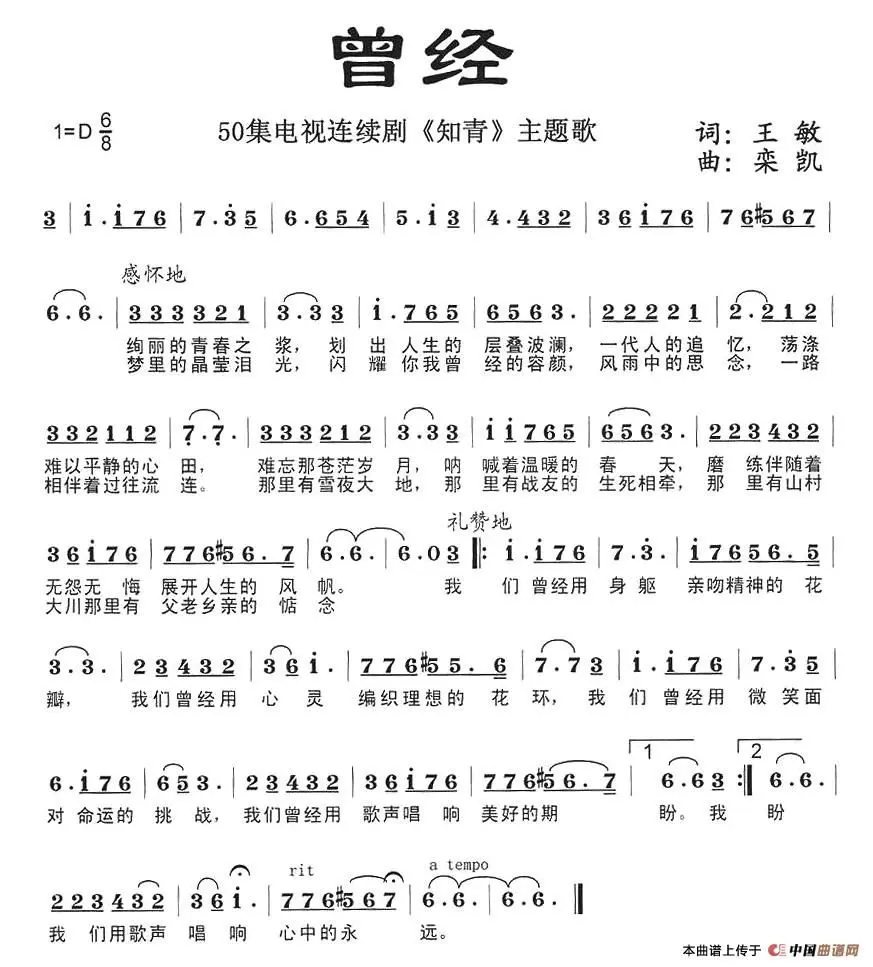 曾经
1=D 6/8
50集电视连续剧《知青》主题歌
词：王 敏
曲：栾 凯
3 | i . i 7 6 | 7 . 3 5 | 6 . 6 5 4 | 5 . i 3 | 4 . 4 3 2 | 3 6 i 7 6 | 7 6 #5 6 7 |
感怀地
6 . 6 . | 3 3 3 3 2 1 | 3 . 3 3 | i . 7 6 5 | 6 5 6 3 . | 2 2 2 2 2 1 | 2 . 2 1 2 |
绚丽的青春之 浆， 划 出 人生的 层叠波澜， 一代 人的追 忆， 荡涤
梦里的晶莹泪 光， 闪 耀 你我曾 经的容颜， 风雨中的思 念， 一路
3 3 2 1 1 2 | 7 . 7 . | 3 3 3 2 1 2 | 3 . 3 3 | i i 7 6 5 | 6 5 6 3 . | 2 2 3 4 3 2 |
难以平静的心 田， 难忘那苍茫岁 月， 呐 喊着温暖的 春 天， 磨 练伴随着
相伴着过往流 连。 那里有雪夜大 地， 那 里有战友的 生死相牵， 那 里有山村
礼赞地
3 6 i 7 6 | 7 7 6 #5 6 . 7 | 6 . 6 . | 6 . 0 3 ‖: i . i 7 6 | 7 . 3 . | i 7 6 5 6 . 5 |
无怨无 悔 展开人生的 风 帆。 我 们 曾经用 身 躯 亲吻精神的 花
大川那里有 父老乡亲的 惦 念
3 . 3 . | 2 3 4 3 2 | 3 6 i . | 7 7 6 #5 5 . 6 | 7 . 7 3 | i . i 7 6 | 7 . 3 5 |
瓣， 我们曾经用 心 灵 编织理想的 花 环， 我 们 曾经用 微 笑面
6 . i 7 6 | 6 5 3 . | 2 3 4 3 2 | 3 6 i 7 6 | 7 7 6 #5 6 . 7 | 1 6 . 6 3 :‖ 2 6 . 6 . |
对 命运的 挑 战， 我们曾经用 歌声唱 响 美好的期 盼。 我 盼
rit a tempo
2 2 3 4 3 2 | 3 6 i . | 7 7 6 #5 6 7 | 6 . 6 . | 6 . 6 . ‖
我 们用歌声 唱 响 心中的永 远。
本曲谱上传于 中国曲谱网